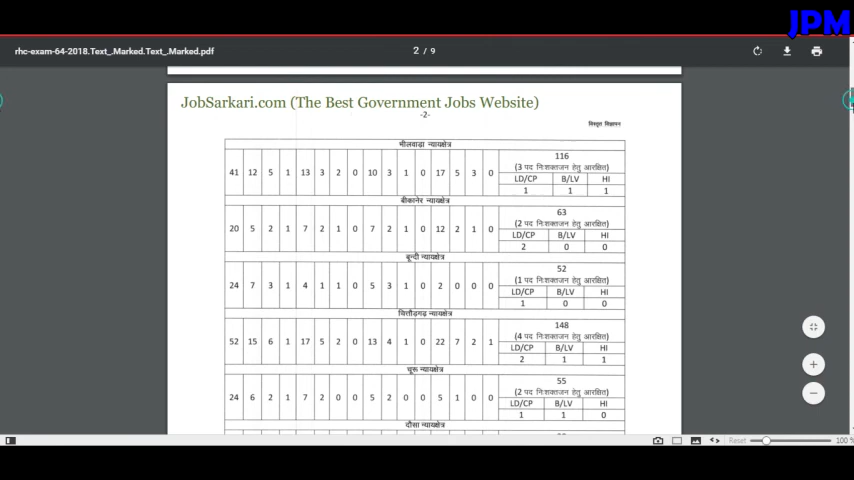 JPM
rhc-exam-64-2018.Text_.Marked.Text_.Marked.pdf
2 / 9
JobSarkari.com (The Best Government Jobs Website)
-2-
विस्तृत विज्ञापन
भीलवाड़ा न्यायक्षेत्र
41 12 5 1 13 3 2 0 10 3 1 0 17 5 3 0
116
(3 पद निःशक्तजन हेतु आरक्षित)
LD/CP B/LV HI
1 1 1
बीकानेर न्यायक्षेत्र
20 5 2 1 7 2 1 0 7 2 1 0 12 2 1 0
63
(2 पद निःशक्तजन हेतु आरक्षित)
LD/CP B/LV HI
2 0 0
बून्दी न्यायक्षेत्र
24 7 3 1 4 1 1 0 5 3 1 0 2 0 0 0
52
(1 पद निःशक्तजन हेतु आरक्षित)
LD/CP B/LV HI
1 0 0
चित्तौड़गढ़ न्यायक्षेत्र
52 15 6 1 17 5 2 0 13 4 1 0 22 7 2 1
148
(4 पद निःशक्तजन हेतु आरक्षित)
LD/CP B/LV HI
2 1 1
चूरू न्यायक्षेत्र
24 6 2 1 7 2 0 0 5 2 0 0 5 1 0 0
55
(2 पद निःशक्तजन हेतु आरक्षित)
LD/CP B/LV HI
1 1 0
दौसा न्यायक्षेत्र
Reset 100 %